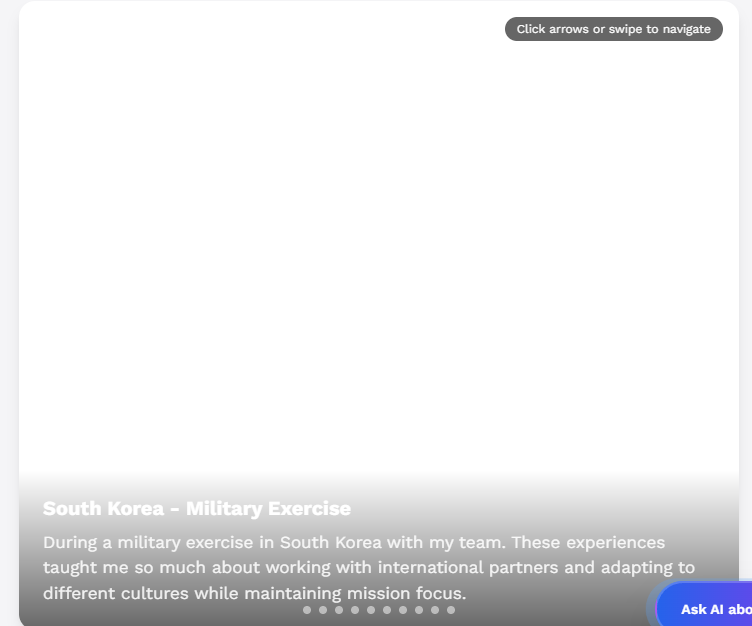 Click arrows or swipe to navigate
South Korea - Military Exercise
During a military exercise in South Korea with my team. These experiences
taught me so much about working with international partners and adapting to
different cultures while maintaining mission focus.
Ask AI abo